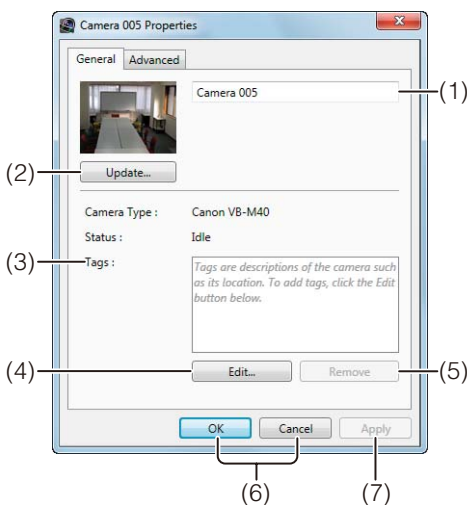 Camera 005 Properties
x
General Advanced
Camera 005
(1)
(2)
Update...
Camera Type : Canon VB-M40
Status : Idle
(3)
Tags :
Tags are descriptions of the camera such
as its location. To add tags, click the Edit
button below.
(4)
Edit... Remove
(5)
OK Cancel Apply
(6) (7)